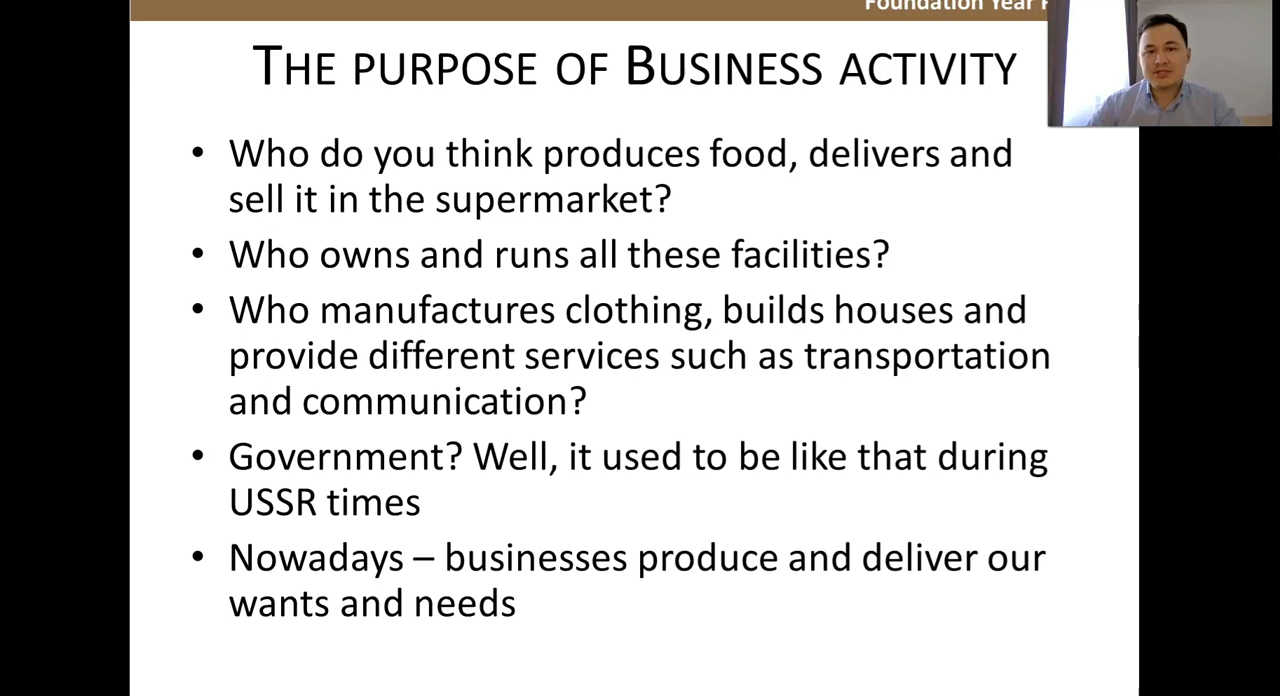 Foundation Year
THE PURPOSE OF BUSINESS ACTIVITY
• Who do you think produces food, delivers and
sell it in the supermarket?
• Who owns and runs all these facilities?
• Who manufactures clothing, builds houses and
provide different services such as transportation
and communication?
• Government? Well, it used to be like that during
USSR times
• Nowadays – businesses produce and deliver our
wants and needs